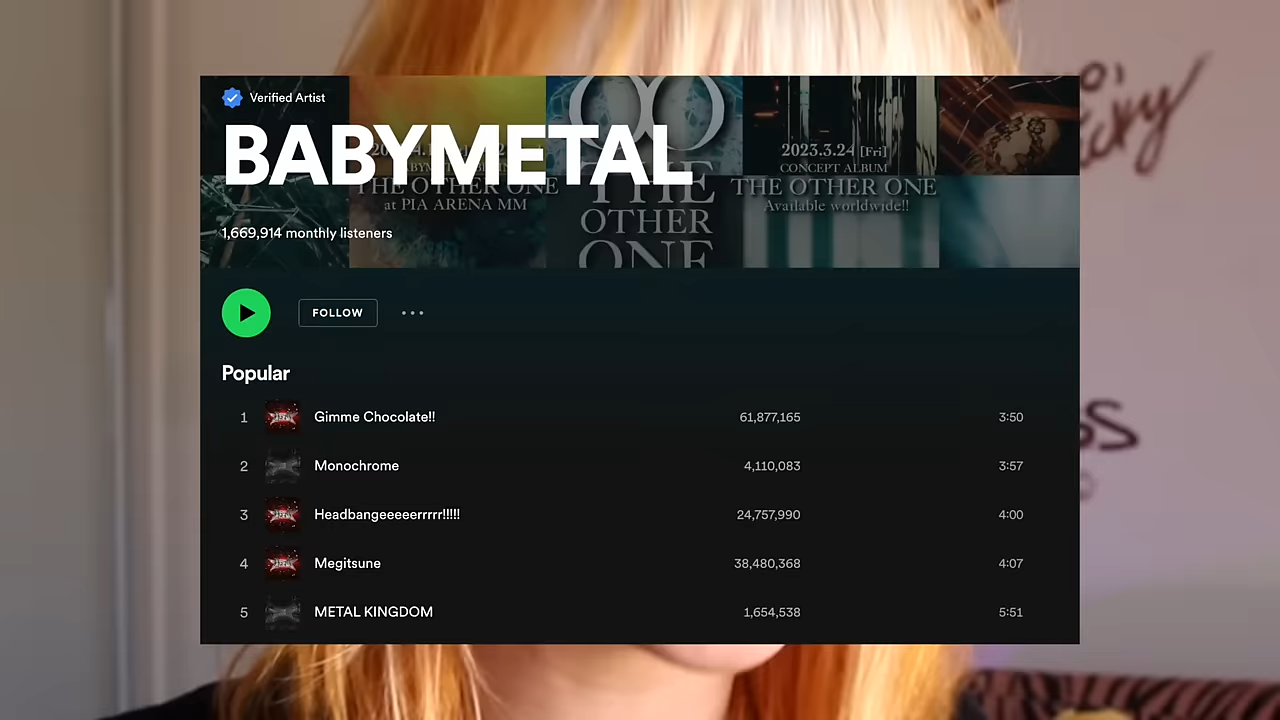 Verified Artist
BABYMETAL
1,669,914 monthly listeners
THE OTHER ONE
at PIA ARENA MM
THE
OTHER
ONE
2023.3.24 [Fri]
CONCEPT ALBUM
THE OTHER ONE
Available worldwide!!
FOLLOW
Popular
1 Gimme Chocolate!! 61,877,165 3:50
2 Monochrome 4,110,083 3:57
3 Headbangeeeeerrrrr!!!!! 24,757,990 4:00
4 Megitsune 38,480,368 4:07
5 METAL KINGDOM 1,654,538 5:51